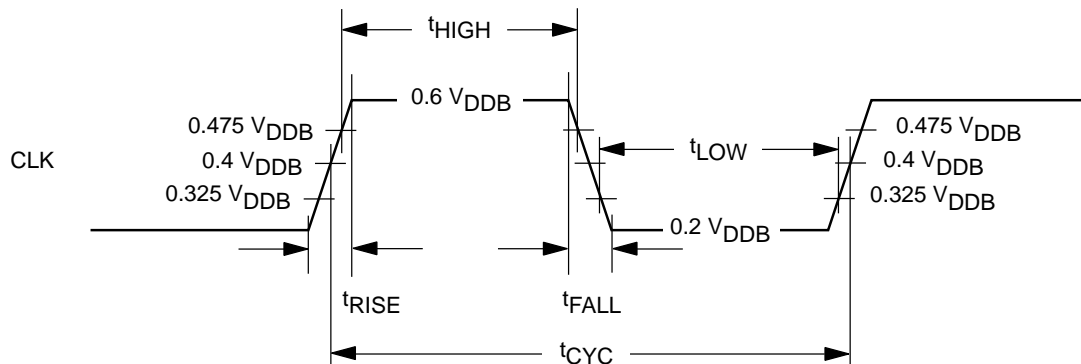 tHIGH
0.6 VDDB
0.475 VDDB
0.475 VDDB
tLOW
CLK
0.4 VDDB
0.4 VDDB
0.325 VDDB
0.325 VDDB
0.2 VDDB
tRISE
tFALL
tCYC